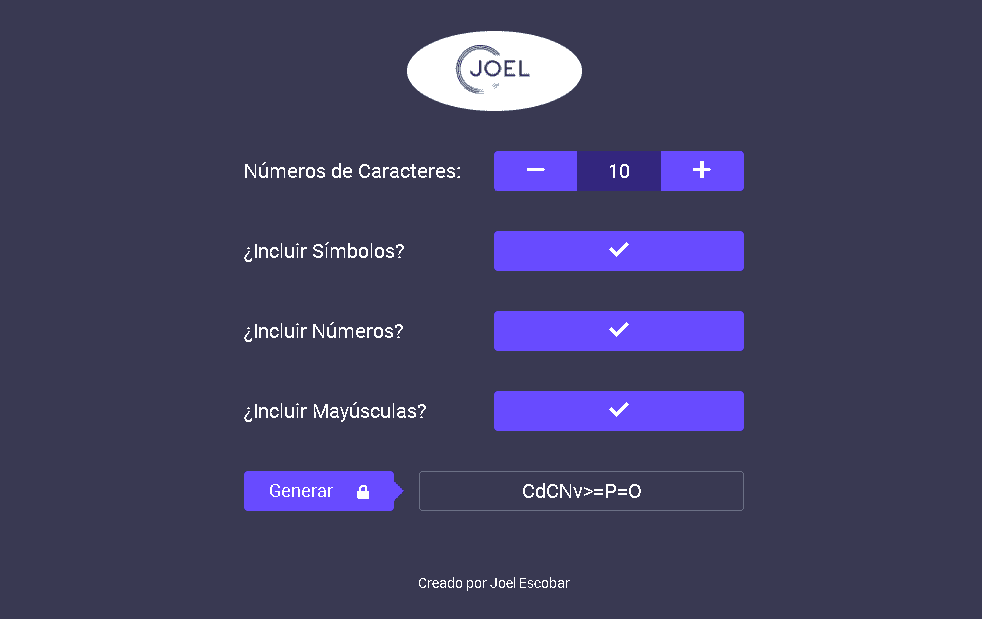 JOEL
Números de Caracteres: 10
¿Incluir Símbolos?
¿Incluir Números?
¿Incluir Mayúsculas?
Generar CdCNv>=P=O
Creado por Joel Escobar